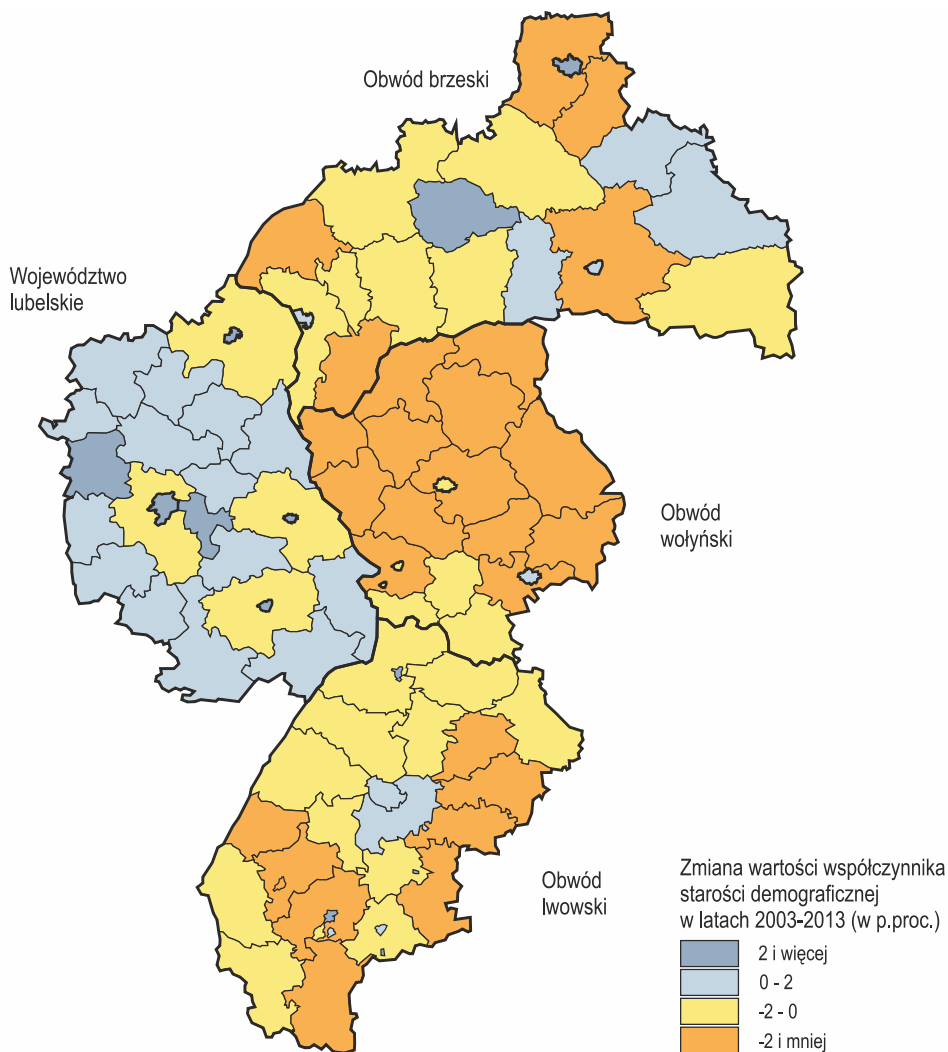 Obwód brzeski
Województwo
lubelskie
Obwód
wołyński
Obwód
lwowski
Zmiana wartości współczynnika
starości demograficznej
w latach 2003-2013 (w p.proc.)
2 i więcej
0 - 2
-2 - 0
-2 i mniej